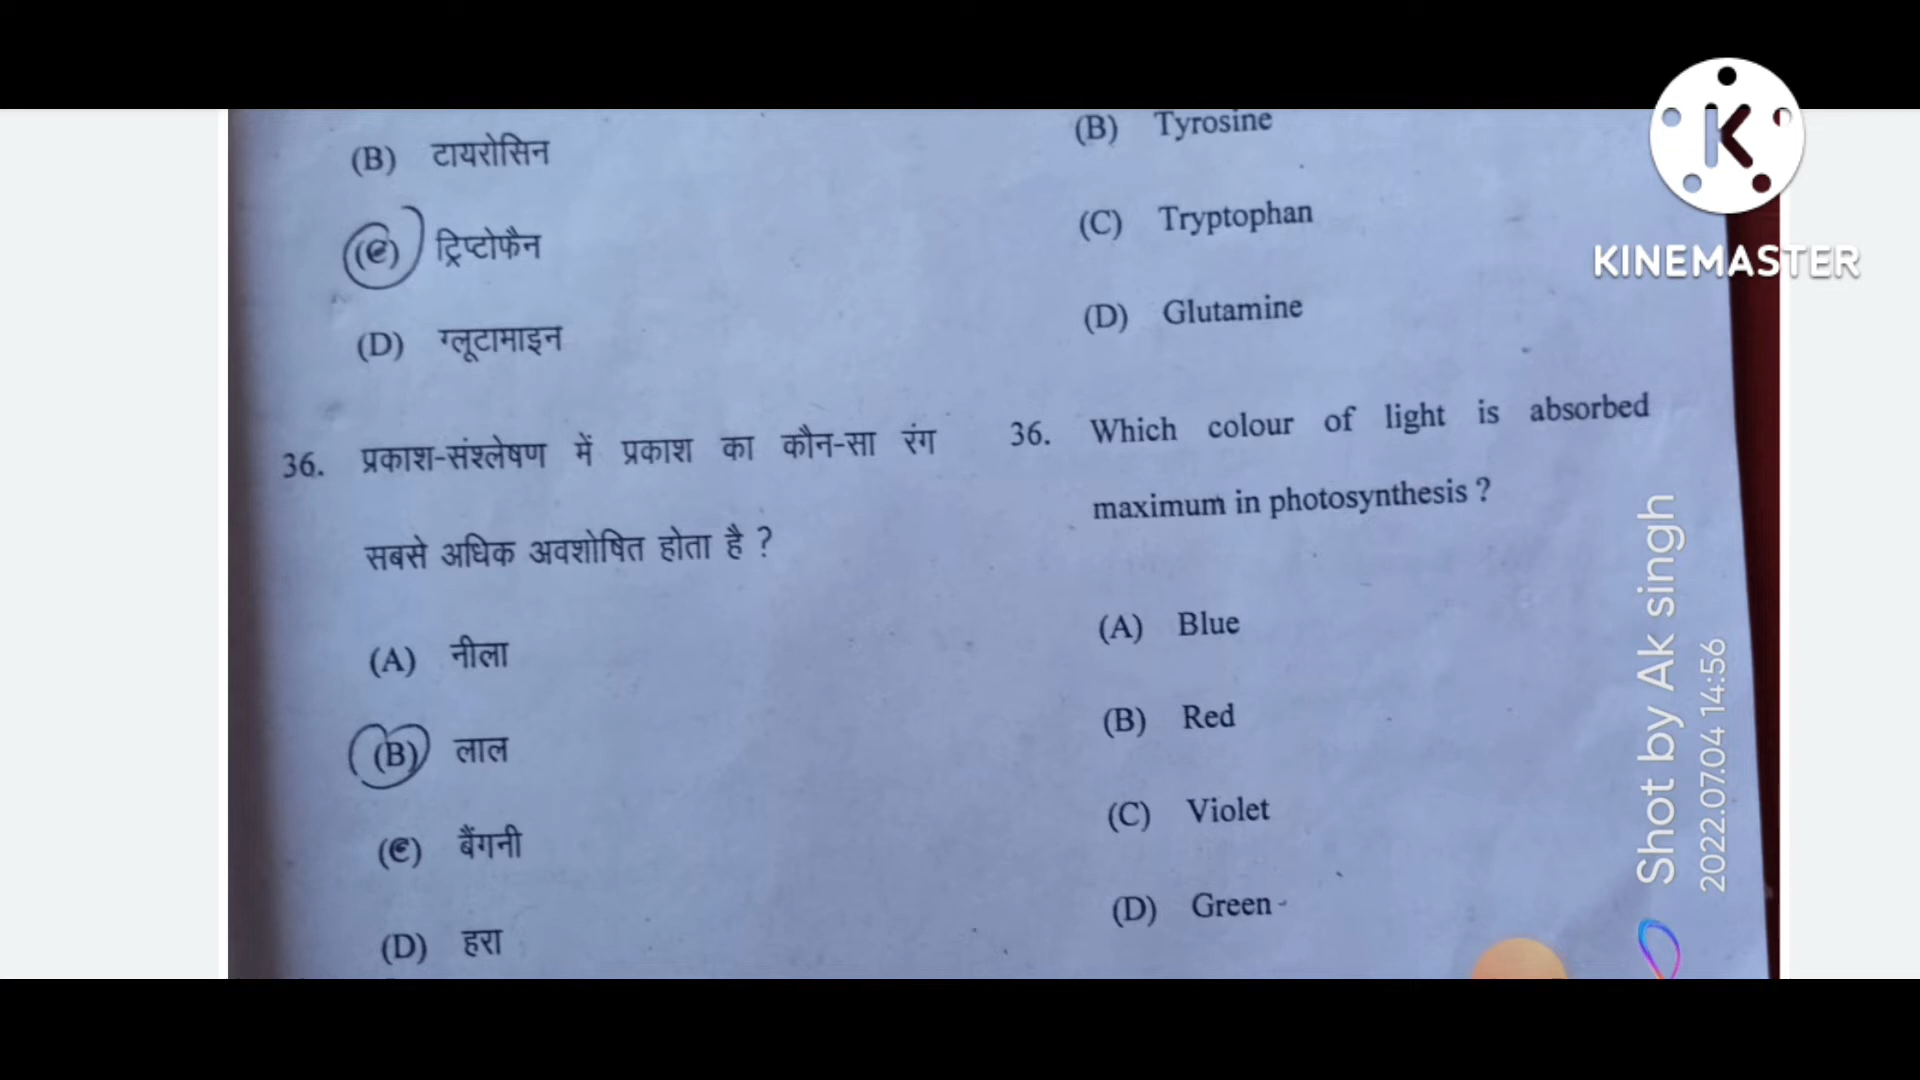 (B) टायरोसिन
(C) ट्रिप्टोफैन
(D) ग्लूटामाइन
36. प्रकाश-संश्लेषण में प्रकाश का कौन-सा रंग
सबसे अधिक अवशोषित होता है ?
(A) नीला
(B) लाल
(C) बैंगनी
(D) हरा
(B) Tyrosine
(C) Tryptophan
(D) Glutamine
36. Which colour of light is absorbed
maximum in photosynthesis ?
(A) Blue
(B) Red
(C) Violet
(D) Green
K
KINEMASTER
Shot by Ak singh
2022.07.04 14:56